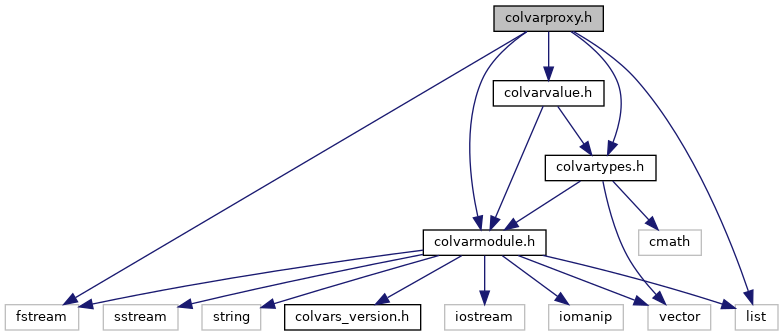 colvarproxy.h
colvarvalue.h
colvartypes.h
colvarmodule.h
cmath
fstream
sstream
string
colvars_version.h
iostream
iomanip
vector
list